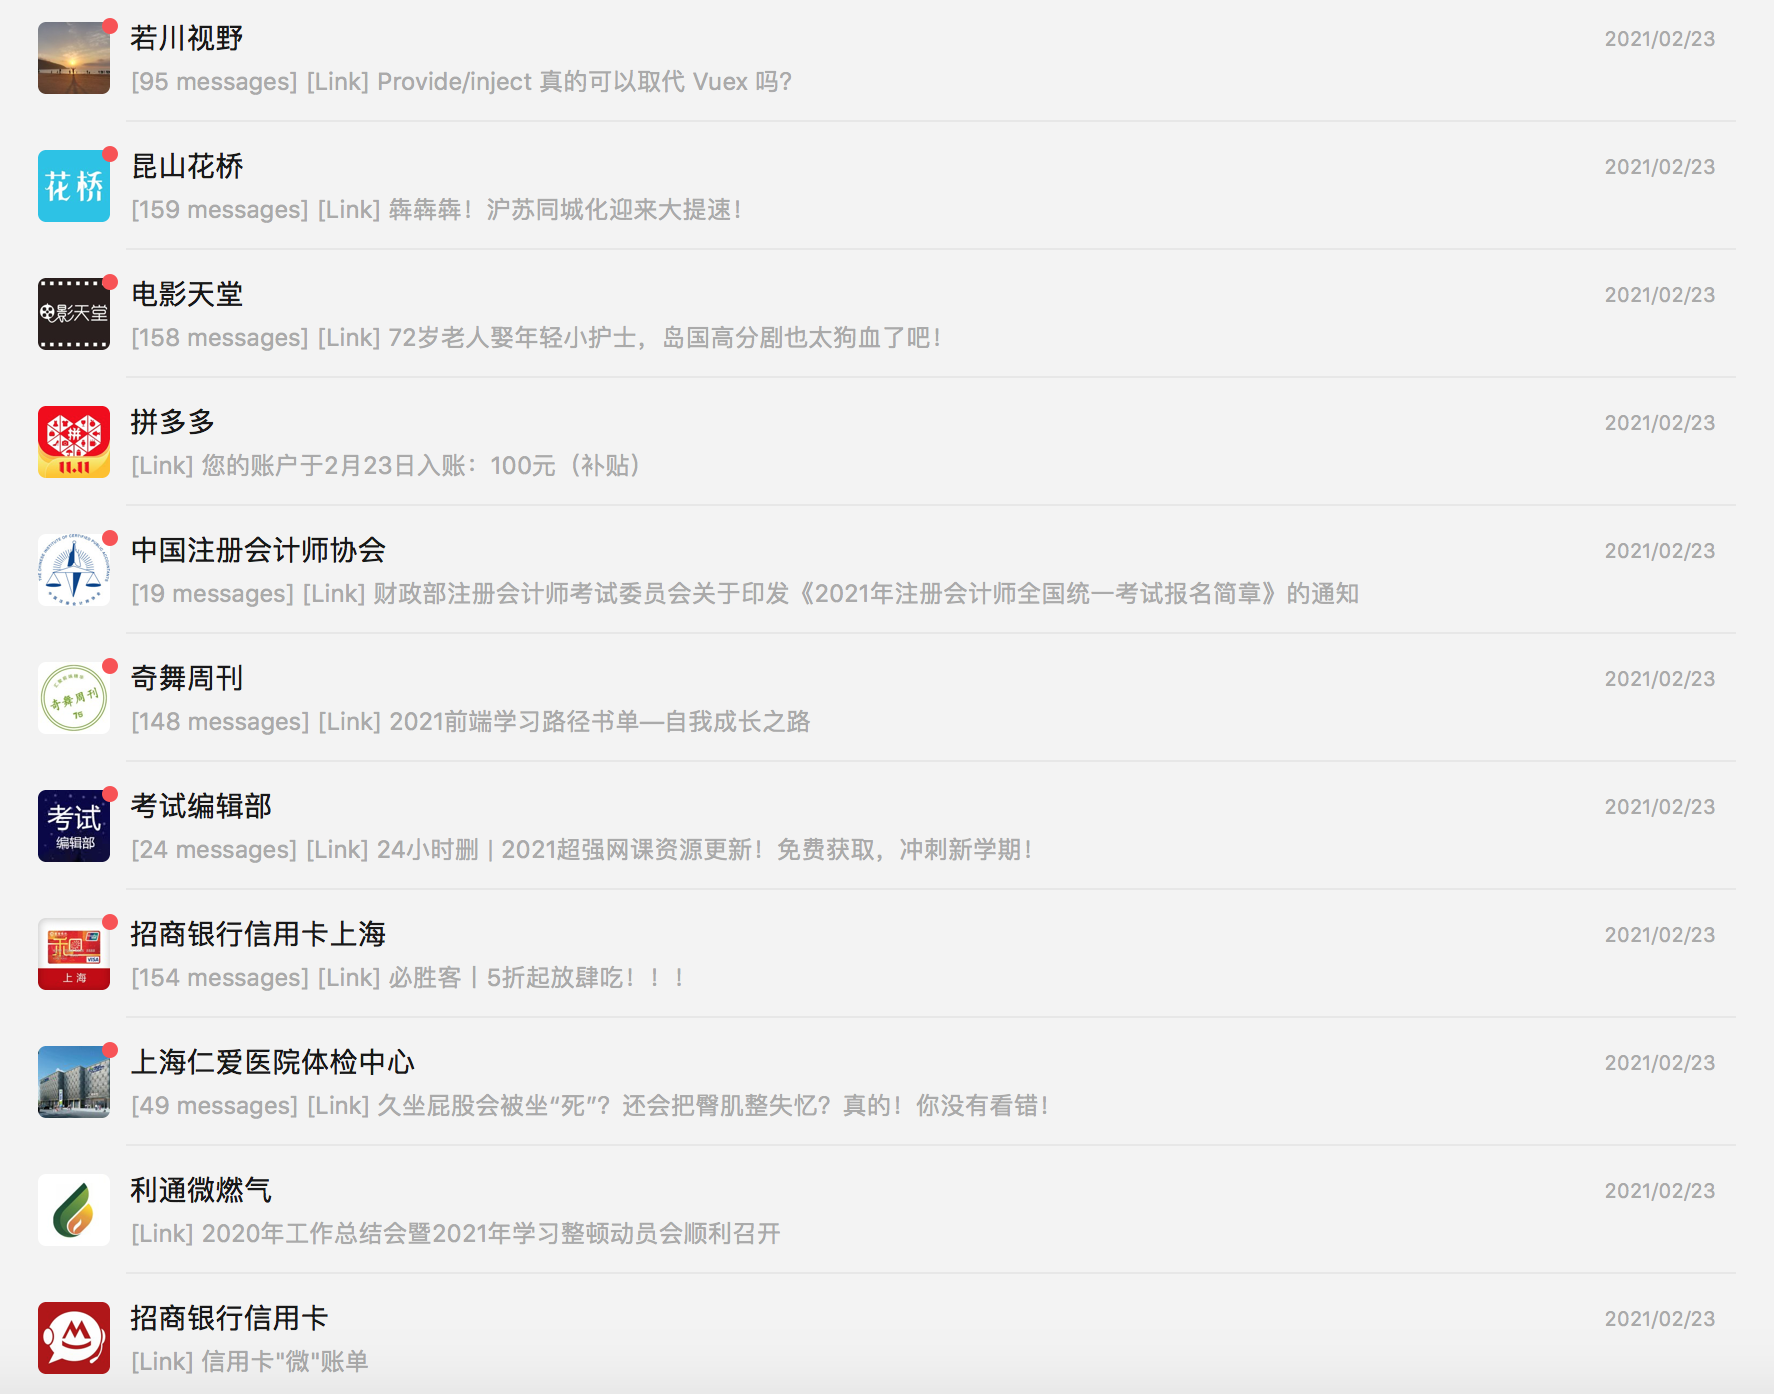 若川视野
2021/02/23
[95 messages] [Link] Provide/inject 真的可以取代 Vuex 吗?
花桥
昆山花桥
2021/02/23
[159 messages] [Link] 犇犇犇！沪苏同城化迎来大提速！
电影天堂
电影天堂
2021/02/23
[158 messages] [Link] 72岁老人娶年轻小护士，岛国高分剧也太狗血了吧！
拼
11.11
拼多多
2021/02/23
[Link] 您的账户于2月23日入账：100元（补贴）
中国注册会计师协会
2021/02/23
[19 messages] [Link] 财政部注册会计师考试委员会关于印发《2021年注册会计师全国统一考试报名简章》的通知
奇舞周刊
75
奇舞周刊
2021/02/23
[148 messages] [Link] 2021前端学习路径书单—自我成长之路
考试
编辑部
考试编辑部
2021/02/23
[24 messages] [Link] 24小时删 | 2021超强网课资源更新！免费获取，冲刺新学期！
VISA
上海
招商银行信用卡上海
2021/02/23
[154 messages] [Link] 必胜客丨5折起放肆吃！！！
上海仁爱医院体检中心
2021/02/23
[49 messages] [Link] 久坐屁股会被坐“死”？还会把臀肌整失忆？真的！你没有看错！
利通微燃气
2021/02/23
[Link] 2020年工作总结会暨2021年学习整顿动员会顺利召开
招商银行信用卡
2021/02/23
[Link] 信用卡"微"账单